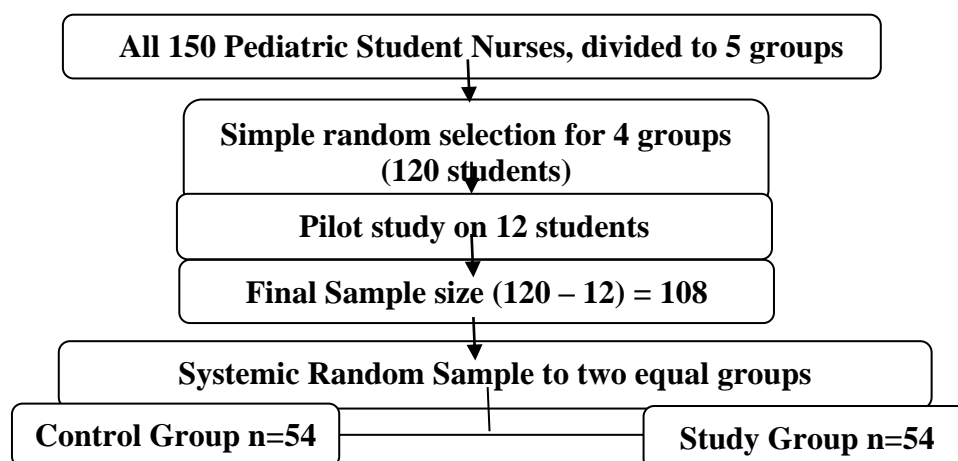 All 150 Pediatric Student Nurses, divided to 5 groups
Simple random selection for 4 groups
(120 students)
Pilot study on 12 students
Final Sample size (120 – 12) = 108
Systemic Random Sample to two equal groups
Control Group n=54
Study Group n=54